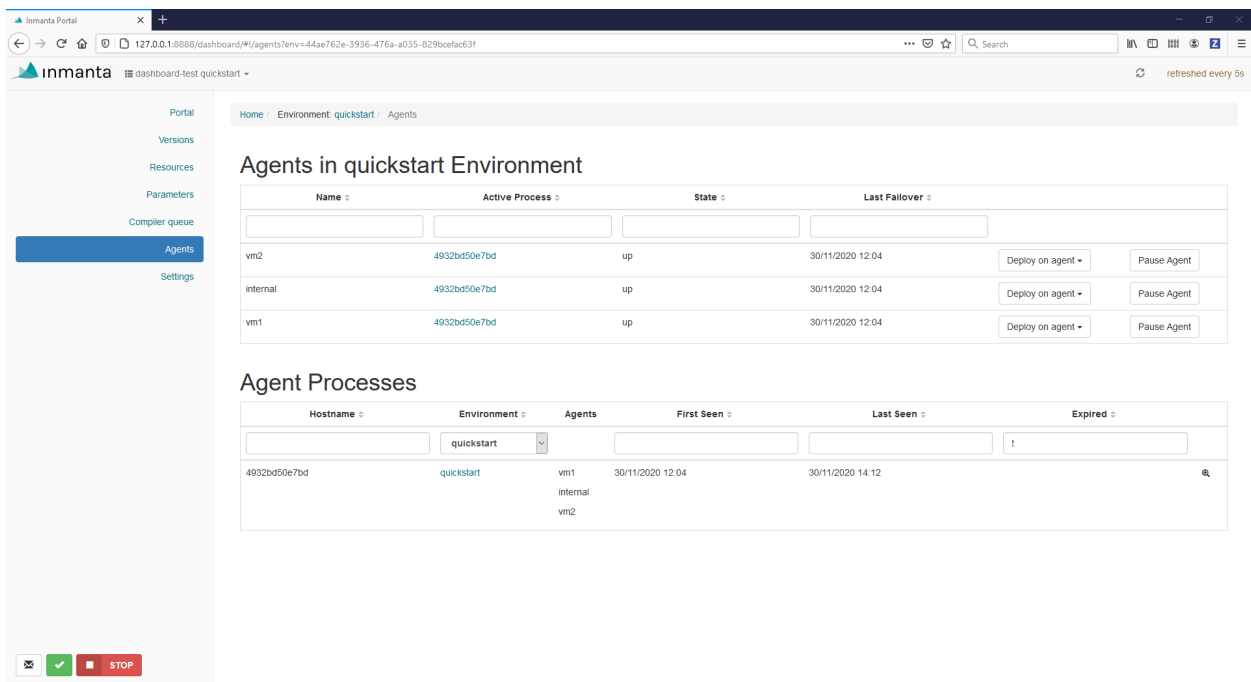 Inmanta Portal
127.0.0.1:8888/dashboard/#!/agents?env=44ae762e-3936-476a-a035-829bcefac63f
Search
Z
inmanta dashboard-test quickstart refreshed every 5s
Portal
Versions
Resources
Parameters
Compiler queue
Agents
Settings
Home / Environment: quickstart / Agents
Agents in quickstart Environment
Name Active Process State Last Failover
vm2 4932bd50e7bd up 30/11/2020 12:04 Deploy on agent Pause Agent
internal 4932bd50e7bd up 30/11/2020 12:04 Deploy on agent Pause Agent
vm1 4932bd50e7bd up 30/11/2020 12:04 Deploy on agent Pause Agent
Agent Processes
Hostname Environment Agents First Seen Last Seen Expired
quickstart !
4932bd50e7bd quickstart vm1 30/11/2020 12:04 30/11/2020 14:12
internal
vm2
STOP